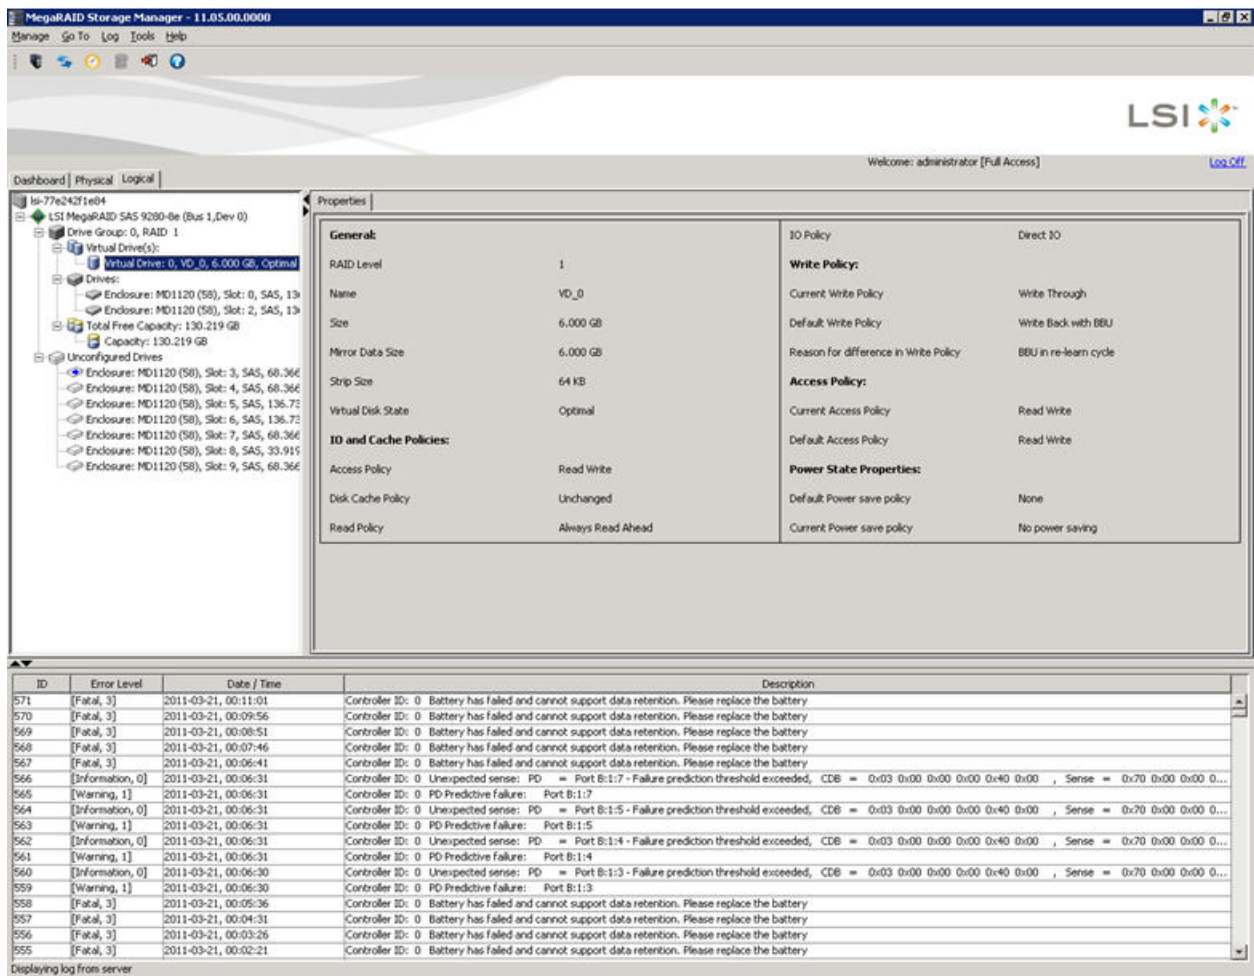 MegaRAID Storage Manager - 11.05.00.0000
Manage Go To Log Tools Help
LSI
Welcome: administrator [Full Access] Log Off
Dashboard Physical Logical
lsi-77e242f1e84
LSI MegaRAID SAS 9280-8e (Bus 1,Dev 0)
Drive Group: 0, RAID 1
Virtual Drive(s):
Virtual Drive: 0, VD_0, 6.000 GB, Optimal
Drives:
Enclosure: MD1120 (58), Slot: 0, SAS, 13
Enclosure: MD1120 (58), Slot: 2, SAS, 13
Total Free Capacity: 130.219 GB
Capacity: 130.219 GB
Unconfigured Drives
Enclosure: MD1120 (58), Slot: 3, SAS, 68.366
Enclosure: MD1120 (58), Slot: 4, SAS, 68.366
Enclosure: MD1120 (58), Slot: 5, SAS, 136.73
Enclosure: MD1120 (58), Slot: 6, SAS, 136.73
Enclosure: MD1120 (58), Slot: 7, SAS, 68.366
Enclosure: MD1120 (58), Slot: 8, SAS, 33.919
Enclosure: MD1120 (58), Slot: 9, SAS, 68.366
Properties
General:
RAID Level 1
Name VD_0
Size 6.000 GB
Mirror Data Size 6.000 GB
Strip Size 64 KB
Virtual Disk State Optimal
IO and Cache Policies:
Access Policy Read Write
Disk Cache Policy Unchanged
Read Policy Always Read Ahead
IO Policy Direct IO
Write Policy:
Current Write Policy Write Through
Default Write Policy Write Back with BBU
Reason for difference in Write Policy BBU in re-learn cycle
Access Policy:
Current Access Policy Read Write
Default Access Policy Read Write
Power State Properties:
Default Power save policy None
Current Power save policy No power saving
ID Error Level Date / Time Description
571 [Fatal, 3] 2011-03-21, 00:11:01 Controller ID: 0 Battery has failed and cannot support data retention. Please replace the battery
570 [Fatal, 3] 2011-03-21, 00:09:56 Controller ID: 0 Battery has failed and cannot support data retention. Please replace the battery
569 [Fatal, 3] 2011-03-21, 00:08:51 Controller ID: 0 Battery has failed and cannot support data retention. Please replace the battery
568 [Fatal, 3] 2011-03-21, 00:07:46 Controller ID: 0 Battery has failed and cannot support data retention. Please replace the battery
567 [Fatal, 3] 2011-03-21, 00:06:41 Controller ID: 0 Battery has failed and cannot support data retention. Please replace the battery
566 [Information, 0] 2011-03-21, 00:06:31 Controller ID: 0 Unexpected sense: PD = Port B:1:7 - Failure prediction threshold exceeded, CDB = 0x03 0x00 0x00 0x00 0x40 0x00 , Sense = 0x70 0x00 0x00 0...
565 [Warning, 1] 2011-03-21, 00:06:31 Controller ID: 0 PD Predictive failure: Port B:1:7
564 [Information, 0] 2011-03-21, 00:06:31 Controller ID: 0 Unexpected sense: PD = Port B:1:5 - Failure prediction threshold exceeded, CDB = 0x03 0x00 0x00 0x00 0x40 0x00 , Sense = 0x70 0x00 0x00 0...
563 [Warning, 1] 2011-03-21, 00:06:31 Controller ID: 0 PD Predictive failure: Port B:1:5
562 [Information, 0] 2011-03-21, 00:06:31 Controller ID: 0 Unexpected sense: PD = Port B:1:4 - Failure prediction threshold exceeded, CDB = 0x03 0x00 0x00 0x00 0x40 0x00 , Sense = 0x70 0x00 0x00 0...
561 [Warning, 1] 2011-03-21, 00:06:31 Controller ID: 0 PD Predictive failure: Port B:1:4
560 [Information, 0] 2011-03-21, 00:06:30 Controller ID: 0 Unexpected sense: PD = Port B:1:3 - Failure prediction threshold exceeded, CDB = 0x03 0x00 0x00 0x00 0x40 0x00 , Sense = 0x70 0x00 0x00 0...
559 [Warning, 1] 2011-03-21, 00:06:30 Controller ID: 0 PD Predictive failure: Port B:1:3
558 [Fatal, 3] 2011-03-21, 00:05:36 Controller ID: 0 Battery has failed and cannot support data retention. Please replace the battery
557 [Fatal, 3] 2011-03-21, 00:04:31 Controller ID: 0 Battery has failed and cannot support data retention. Please replace the battery
556 [Fatal, 3] 2011-03-21, 00:03:26 Controller ID: 0 Battery has failed and cannot support data retention. Please replace the battery
555 [Fatal, 3] 2011-03-21, 00:02:21 Controller ID: 0 Battery has failed and cannot support data retention. Please replace the battery
Displaying log from server